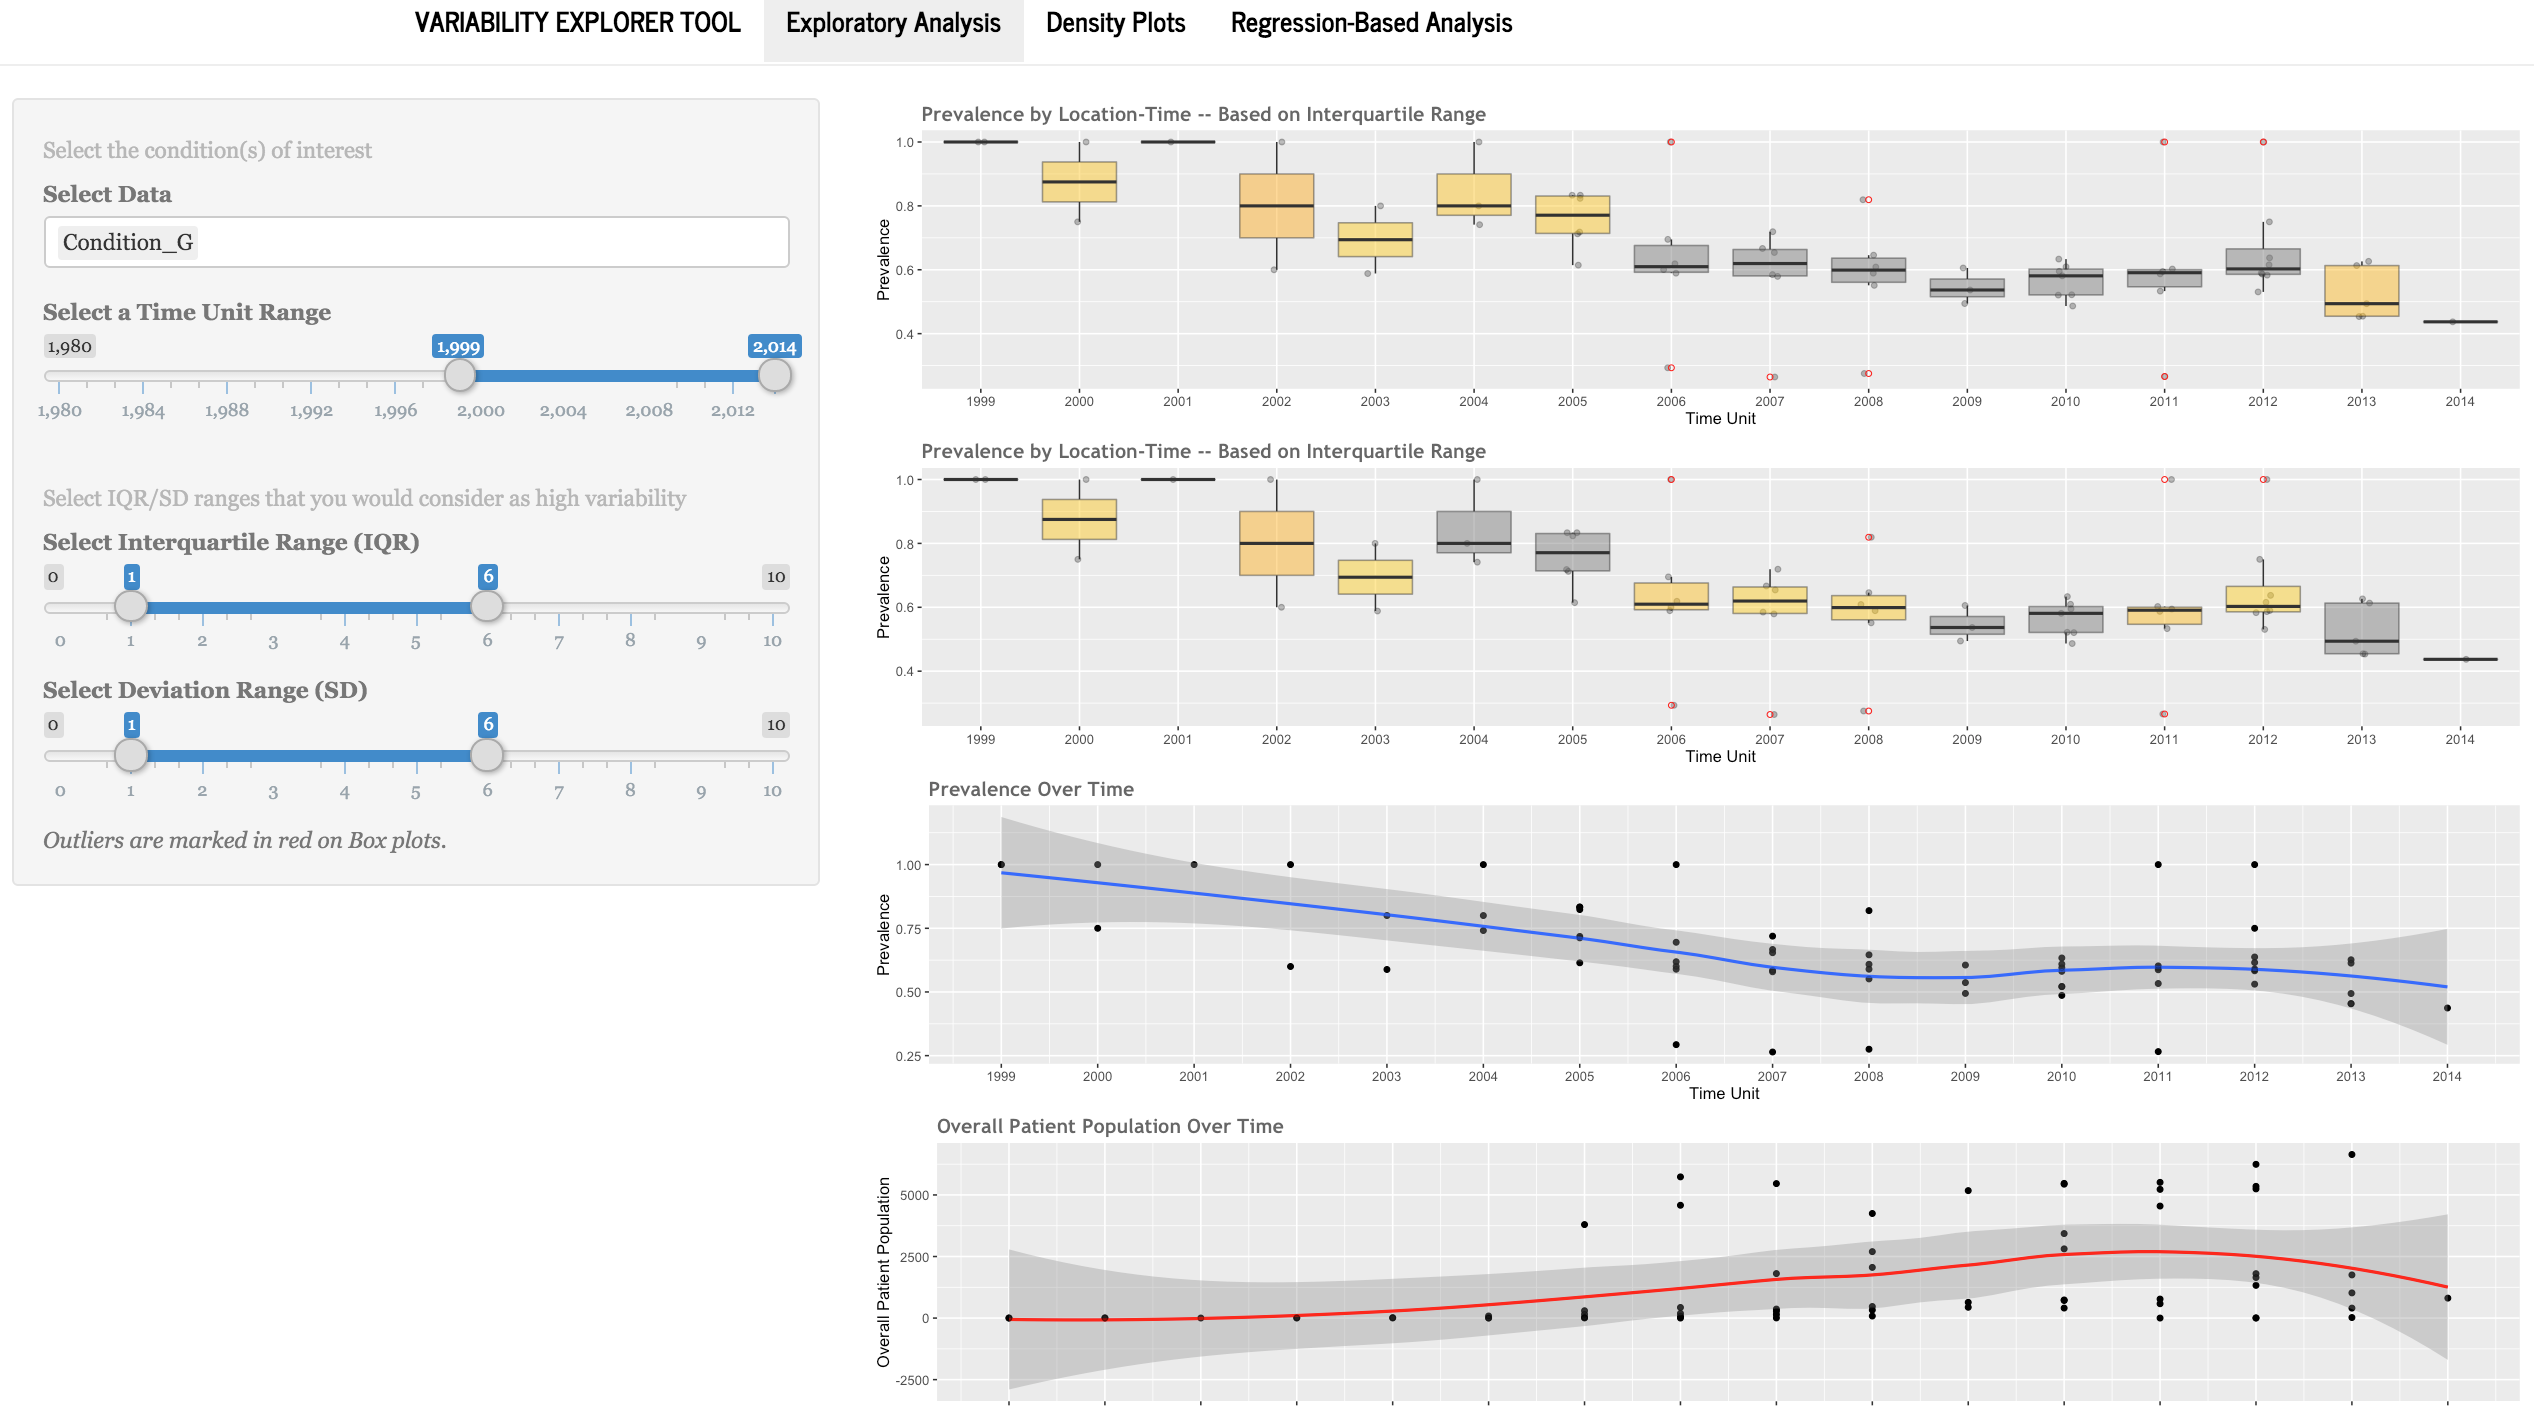 VARIABILITY EXPLORER TOOL Exploratory Analysis Density Plots Regression-Based Analysis
Select the condition(s) of interest
Select Data
Condition_G
Select a Time Unit Range
1,980 1,999 2,014
1,980 1,984 1,988 1,992 1,996 2,000 2,004 2,008 2,012
Select IQR/SD ranges that you would consider as high variability
Select Interquartile Range (IQR)
0 1 6 10
0 1 2 3 4 5 6 7 8 9 10
Select Deviation Range (SD)
0 1 6 10
0 1 2 3 4 5 6 7 8 9 10
Outliers are marked in red on Box plots.
Prevalence by Location-Time -- Based on Interquartile Range
Prevalence
1.0
0.8
0.6
0.4
1999 2000 2001 2002 2003 2004 2005 2006 2007 2008 2009 2010 2011 2012 2013 2014
Time Unit
Prevalence by Location-Time -- Based on Interquartile Range
Prevalence
1.0
0.8
0.6
0.4
1999 2000 2001 2002 2003 2004 2005 2006 2007 2008 2009 2010 2011 2012 2013 2014
Time Unit
Prevalence Over Time
Prevalence
1.00
0.75
0.50
0.25
1999 2000 2001 2002 2003 2004 2005 2006 2007 2008 2009 2010 2011 2012 2013 2014
Time Unit
Overall Patient Population Over Time
Overall Patient Population
5000
2500
0
-2500